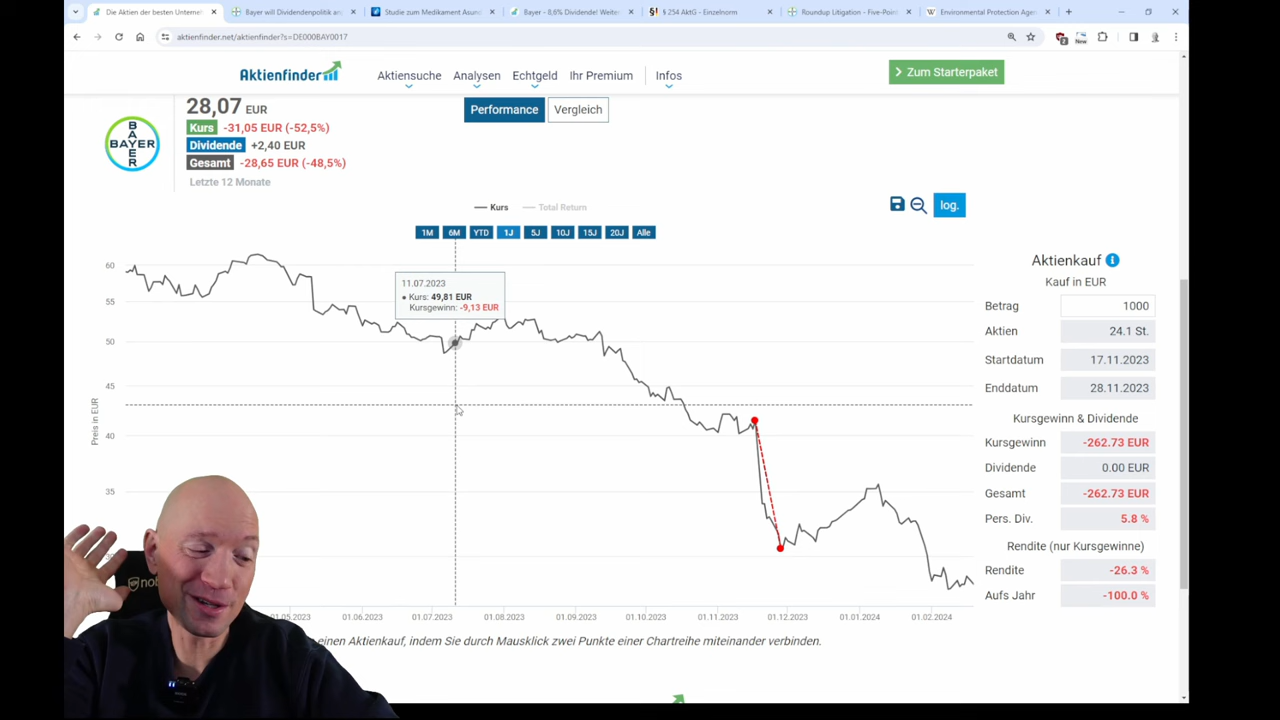 Die Aktien der besten Unterneh
Bayer will Dividendenpolitik an
Studie zum Medikament Asun
Bayer - 8,6% Dividende! Weiter
§ 254 AktG - Einzelnorm
Roundup Litigation - Five-Poin
Environmental Protection Agen
aktienfinder.net/aktienfinder?s=DE000BAY0017
New
Aktienfinder
Aktiensuche
Analysen
Echtgeld
Ihr Premium
Infos
Zum Starterpaket
BAYER
BAYER
28,07 EUR
Kurs -31,05 EUR (-52,5%)
Dividende +2,40 EUR
Gesamt -28,65 EUR (-48,5%)
Letzte 12 Monate
Performance
Vergleich
Kurs
Total Return
log.
1M 6M YTD 1J 5J 10J 15J 20J Alle
60
55
50
45
40
35
Preis in EUR
11.07.2023
Kurs: 49,81 EUR
Kursgewinn: -9,13 EUR
01.07.2023 01.08.2023 01.09.2023 01.10.2023 01.11.2023 01.12.2023 01.01.2024 01.02.2024
einen Aktienkauf, indem Sie durch Mausklick zwei Punkte einer Chartreihe miteinander verbinden.
Aktienkauf
Kauf in EUR
Betrag 1000
Aktien 24.1 St.
Startdatum 17.11.2023
Enddatum 28.11.2023
Kursgewinn & Dividende
Kursgewinn -262.73 EUR
Dividende 0.00 EUR
Gesamt -262.73 EUR
Pers. Div. 5.8 %
Rendite (nur Kursgewinne)
Rendite -26.3 %
Aufs Jahr -100.0 %